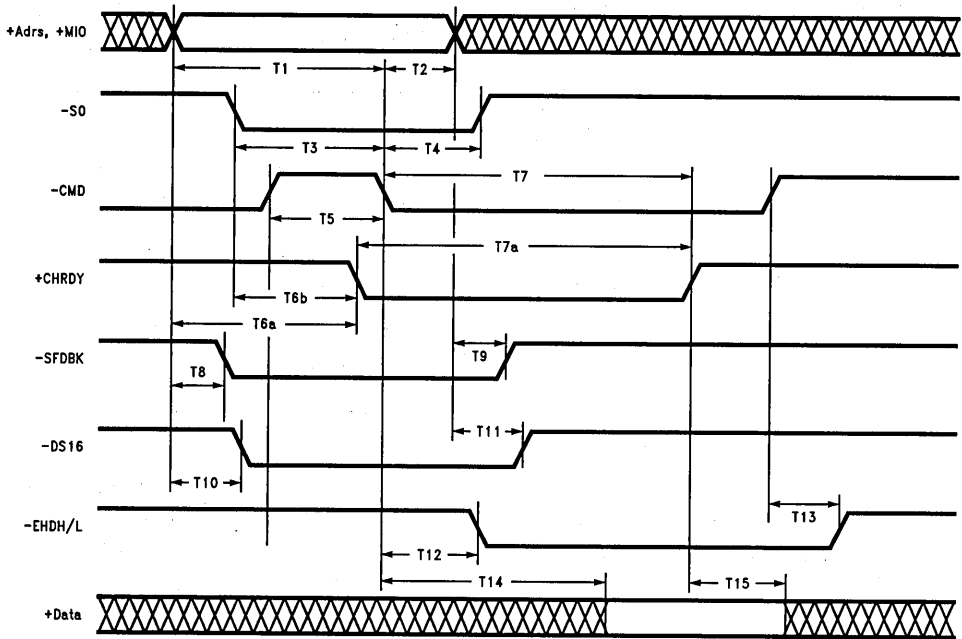 +Adrs, +MIO
T1
T2
-S0
T3
T4
-CMD
T7
T5
T7a
+CHRDY
T6b
T6a
-SFDBK
T9
T8
-DS16
T11
T10
-EHDH/L
T13
T12
T14
T15
+Data